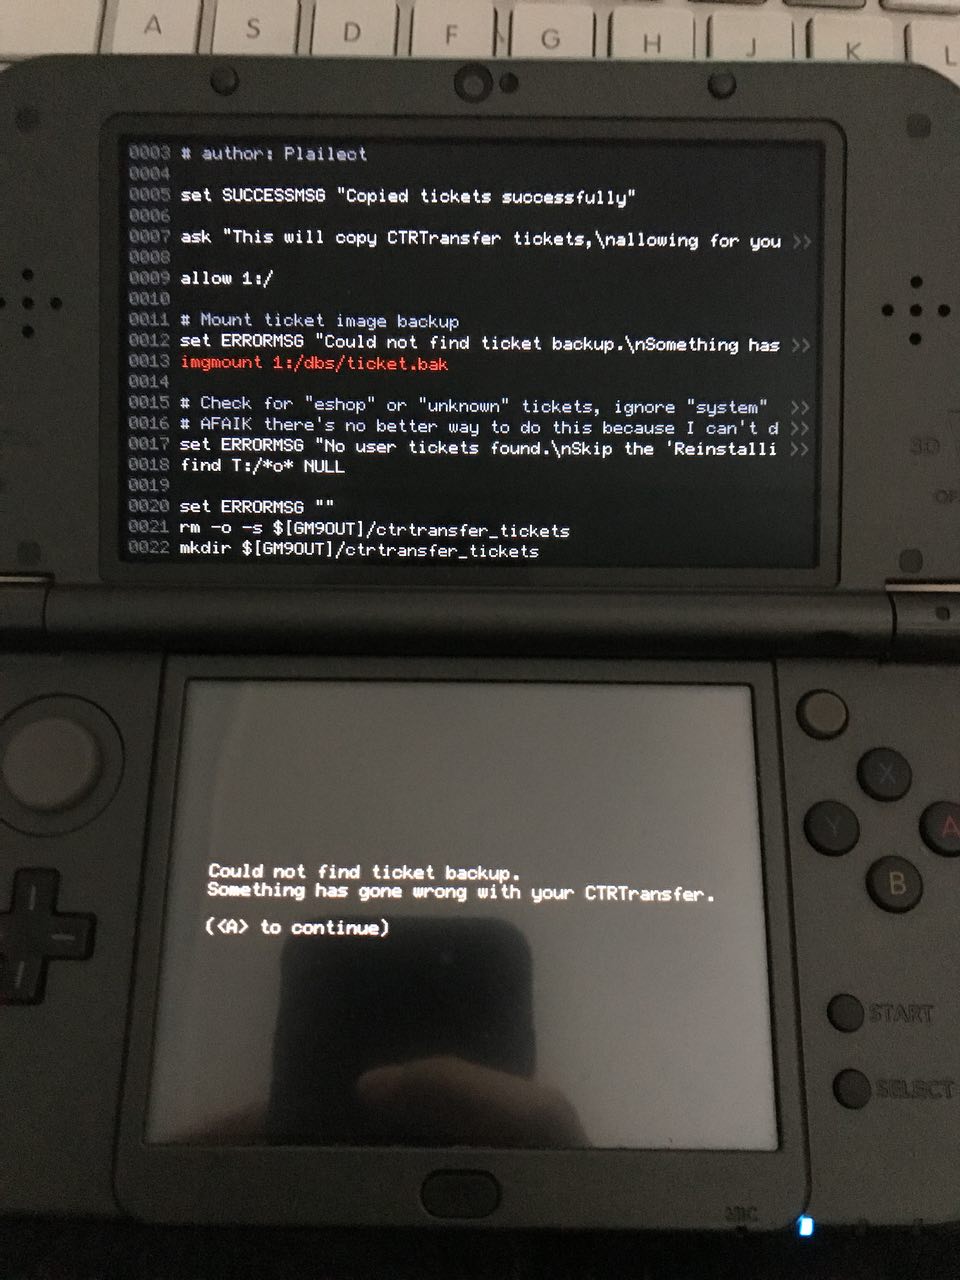 A S D F G H J K L
0003 # author: Plailect
0004
0005 set SUCCESSMSG "Copied tickets successfully"
0006
0007 ask "This will copy CTRTransfer tickets,\nallowing for you >>
0008
0009 allow 1:/
0010
0011 # Mount ticket image backup
0012 set ERRORMSG "Could not find ticket backup.\nSomething has >>
0013 imgmount 1:/dbs/ticket.bak
0014
0015 # Check for "eshop" or "unknown" tickets, ignore "system" >>
0016 # AFAIK there's no better way to do this because I can't d >>
0017 set ERRORMSG "No user tickets found.\nSkip the 'Reinstalli >>
0018 find T:/*o* NULL
0019
0020 set ERRORMSG ""
0021 rm -o -s $[GM9OUT]/ctrtransfer_tickets
0022 mkdir $[GM9OUT]/ctrtransfer_tickets
3D
OF
Could not find ticket backup.
Something has gone wrong with your CTRTransfer.
(<A> to continue)
X
Y
A
B
START
SELECT
MIC